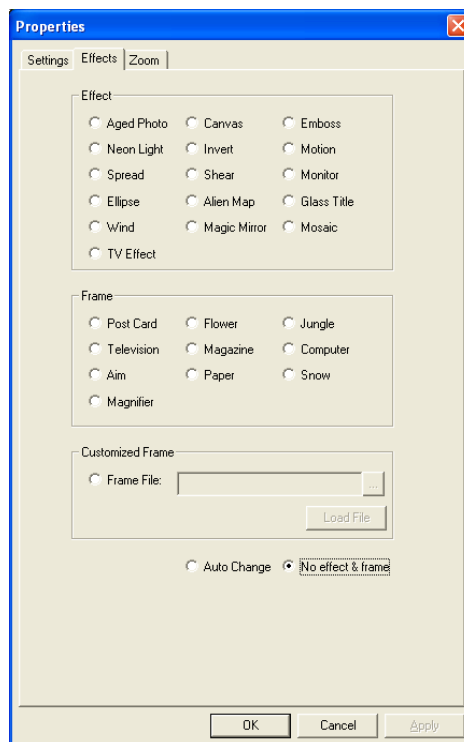 Properties
Settings Effects Zoom
Effect
Aged Photo Canvas Emboss
Neon Light Invert Motion
Spread Shear Monitor
Ellipse Alien Map Glass Title
Wind Magic Mirror Mosaic
TV Effect
Frame
Post Card Flower Jungle
Television Magazine Computer
Aim Paper Snow
Magnifier
Customized Frame
Frame File: ...
Load File
Auto Change No effect & frame
OK Cancel Apply